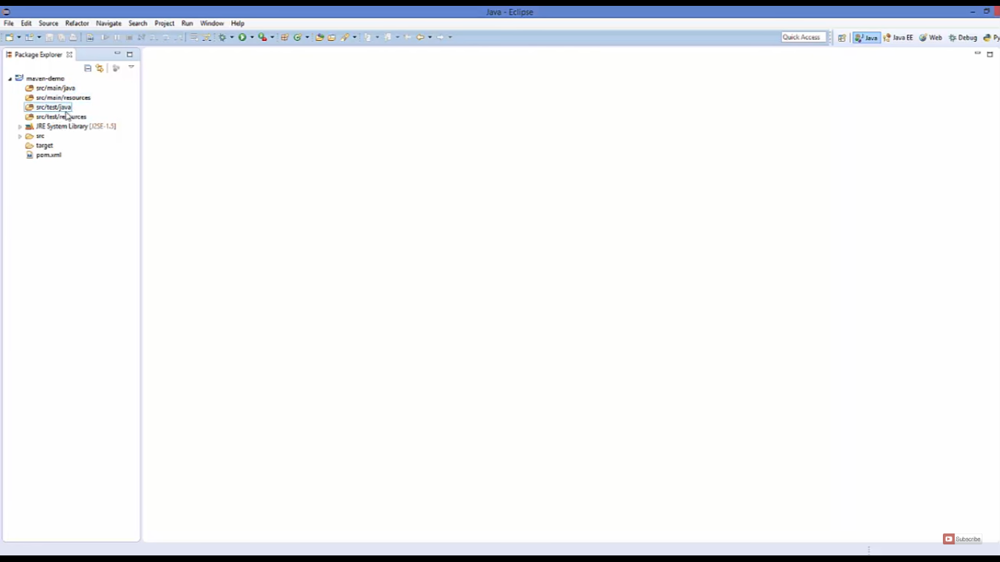 Java - Eclipse
File Edit Source Refactor Navigate Search Project Run Window Help
Quick Access Java Java EE Web Debug Py
Package Explorer
maven-demo
src/main/java
src/main/resources
src/test/java
src/test/resources
JRE System Library [J2SE-1.5]
src
target
pom.xml
Subscribe